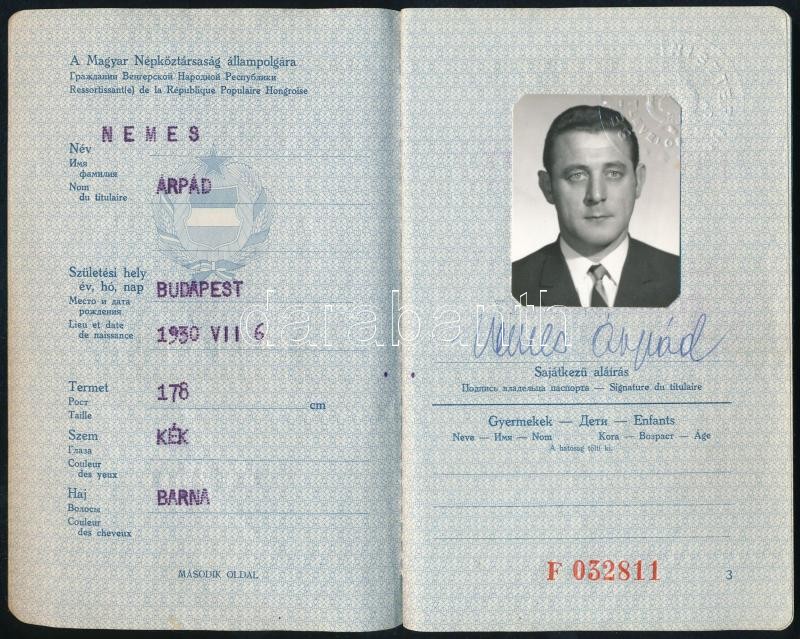 A Magyar Népköztársaság állampolgára
Гражданин Венгерской Народной Республики
Ressortissant(e) de la République Populaire Hongroise
NEMES
Név
Имя
фамилия
Nom
du titulaire
ÁRPÁD
Születési hely
év, hó, nap
BUDAPEST
Место и дата
рождения
Lieu et date
de naissance
1930 VII 6
Termet
Рост
Taille
178
cm
Szem
Глаза
Couleur
des yeux
KÉK
Haj
Волосы
Couleur
des cheveux
BARNA
MÁSODIK OLDAL
darabanth
Nemes Árpád
Sajátkezü aláírás
Подпись владельца паспорта — Signature du titulaire
Gyermekek — Дети — Enfants
Neve — Имя — Nom Kora — Возраст — Âge
A hatóság tölti ki.
F 032811
3